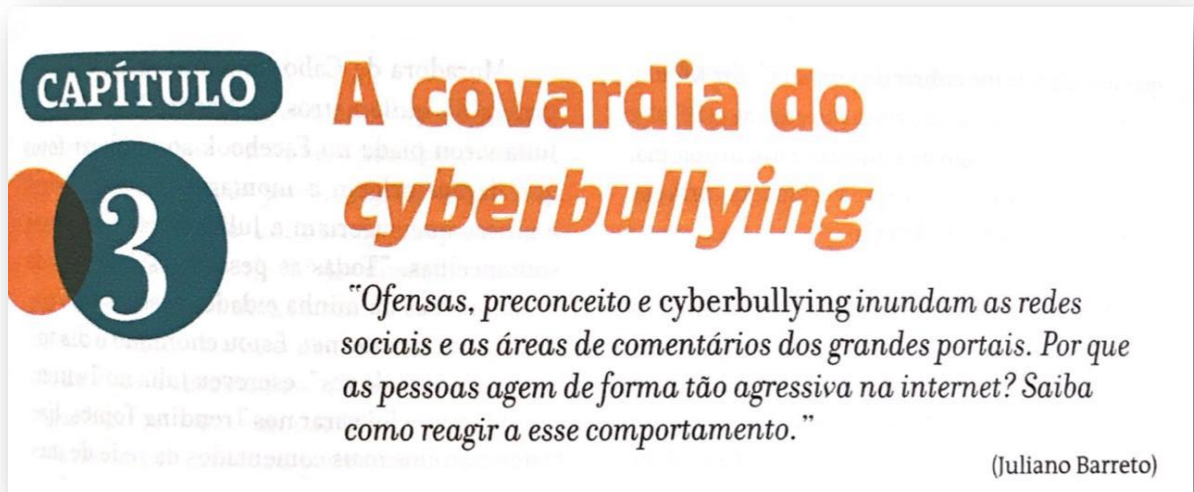 CAPÍTULO
3
A covardia do
cyberbullying
"Ofensas, preconceito e cyberbullying inundam as redes
sociais e as áreas de comentários dos grandes portais. Por que
as pessoas agem de forma tão agressiva na internet? Saiba
como reagir a esse comportamento."
(Juliano Barreto)